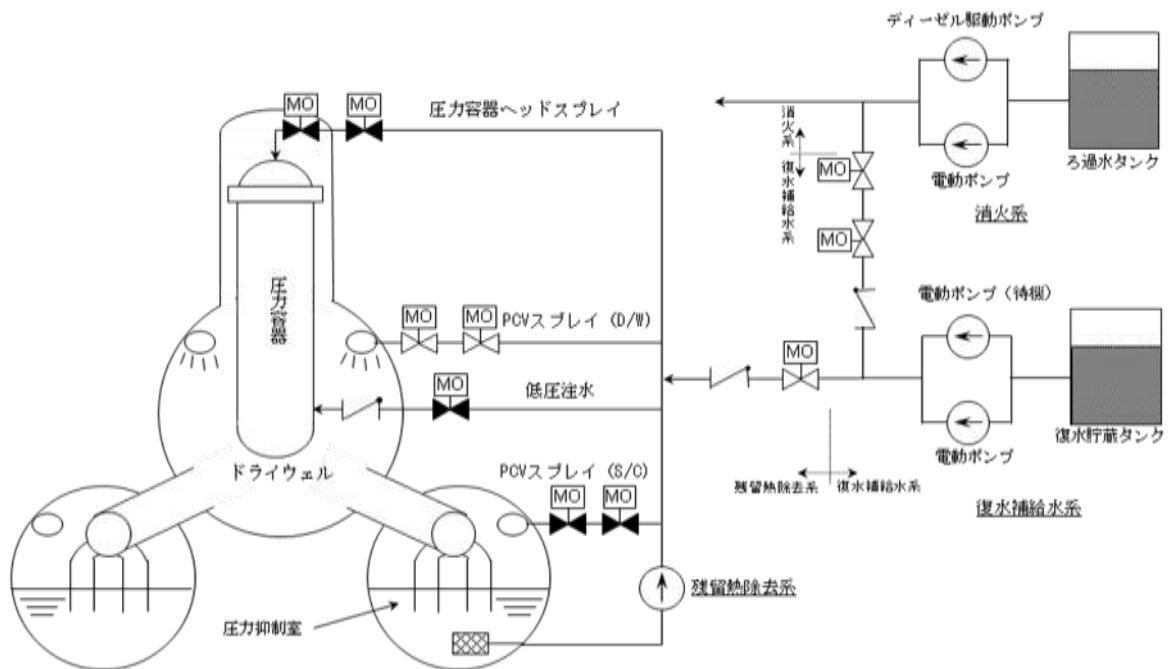 ディーゼル駆動ポンプ
電動ポンプ
ろ過水タンク
消火系
MO
MO
圧力容器ヘッドスプレイ
消火系
復水補給水系
MO
MO
圧力容器
MO
MO
PCVスプレイ (D/W)
電動ポンプ (待機)
MO
MO
低圧注水
ドライウェル
PCVスプレイ (S/C)
MO
MO
残留熱除去系
復水補給水系
電動ポンプ
復水貯蔵タンク
復水補給水系
残留熱除去系
圧力抑制室